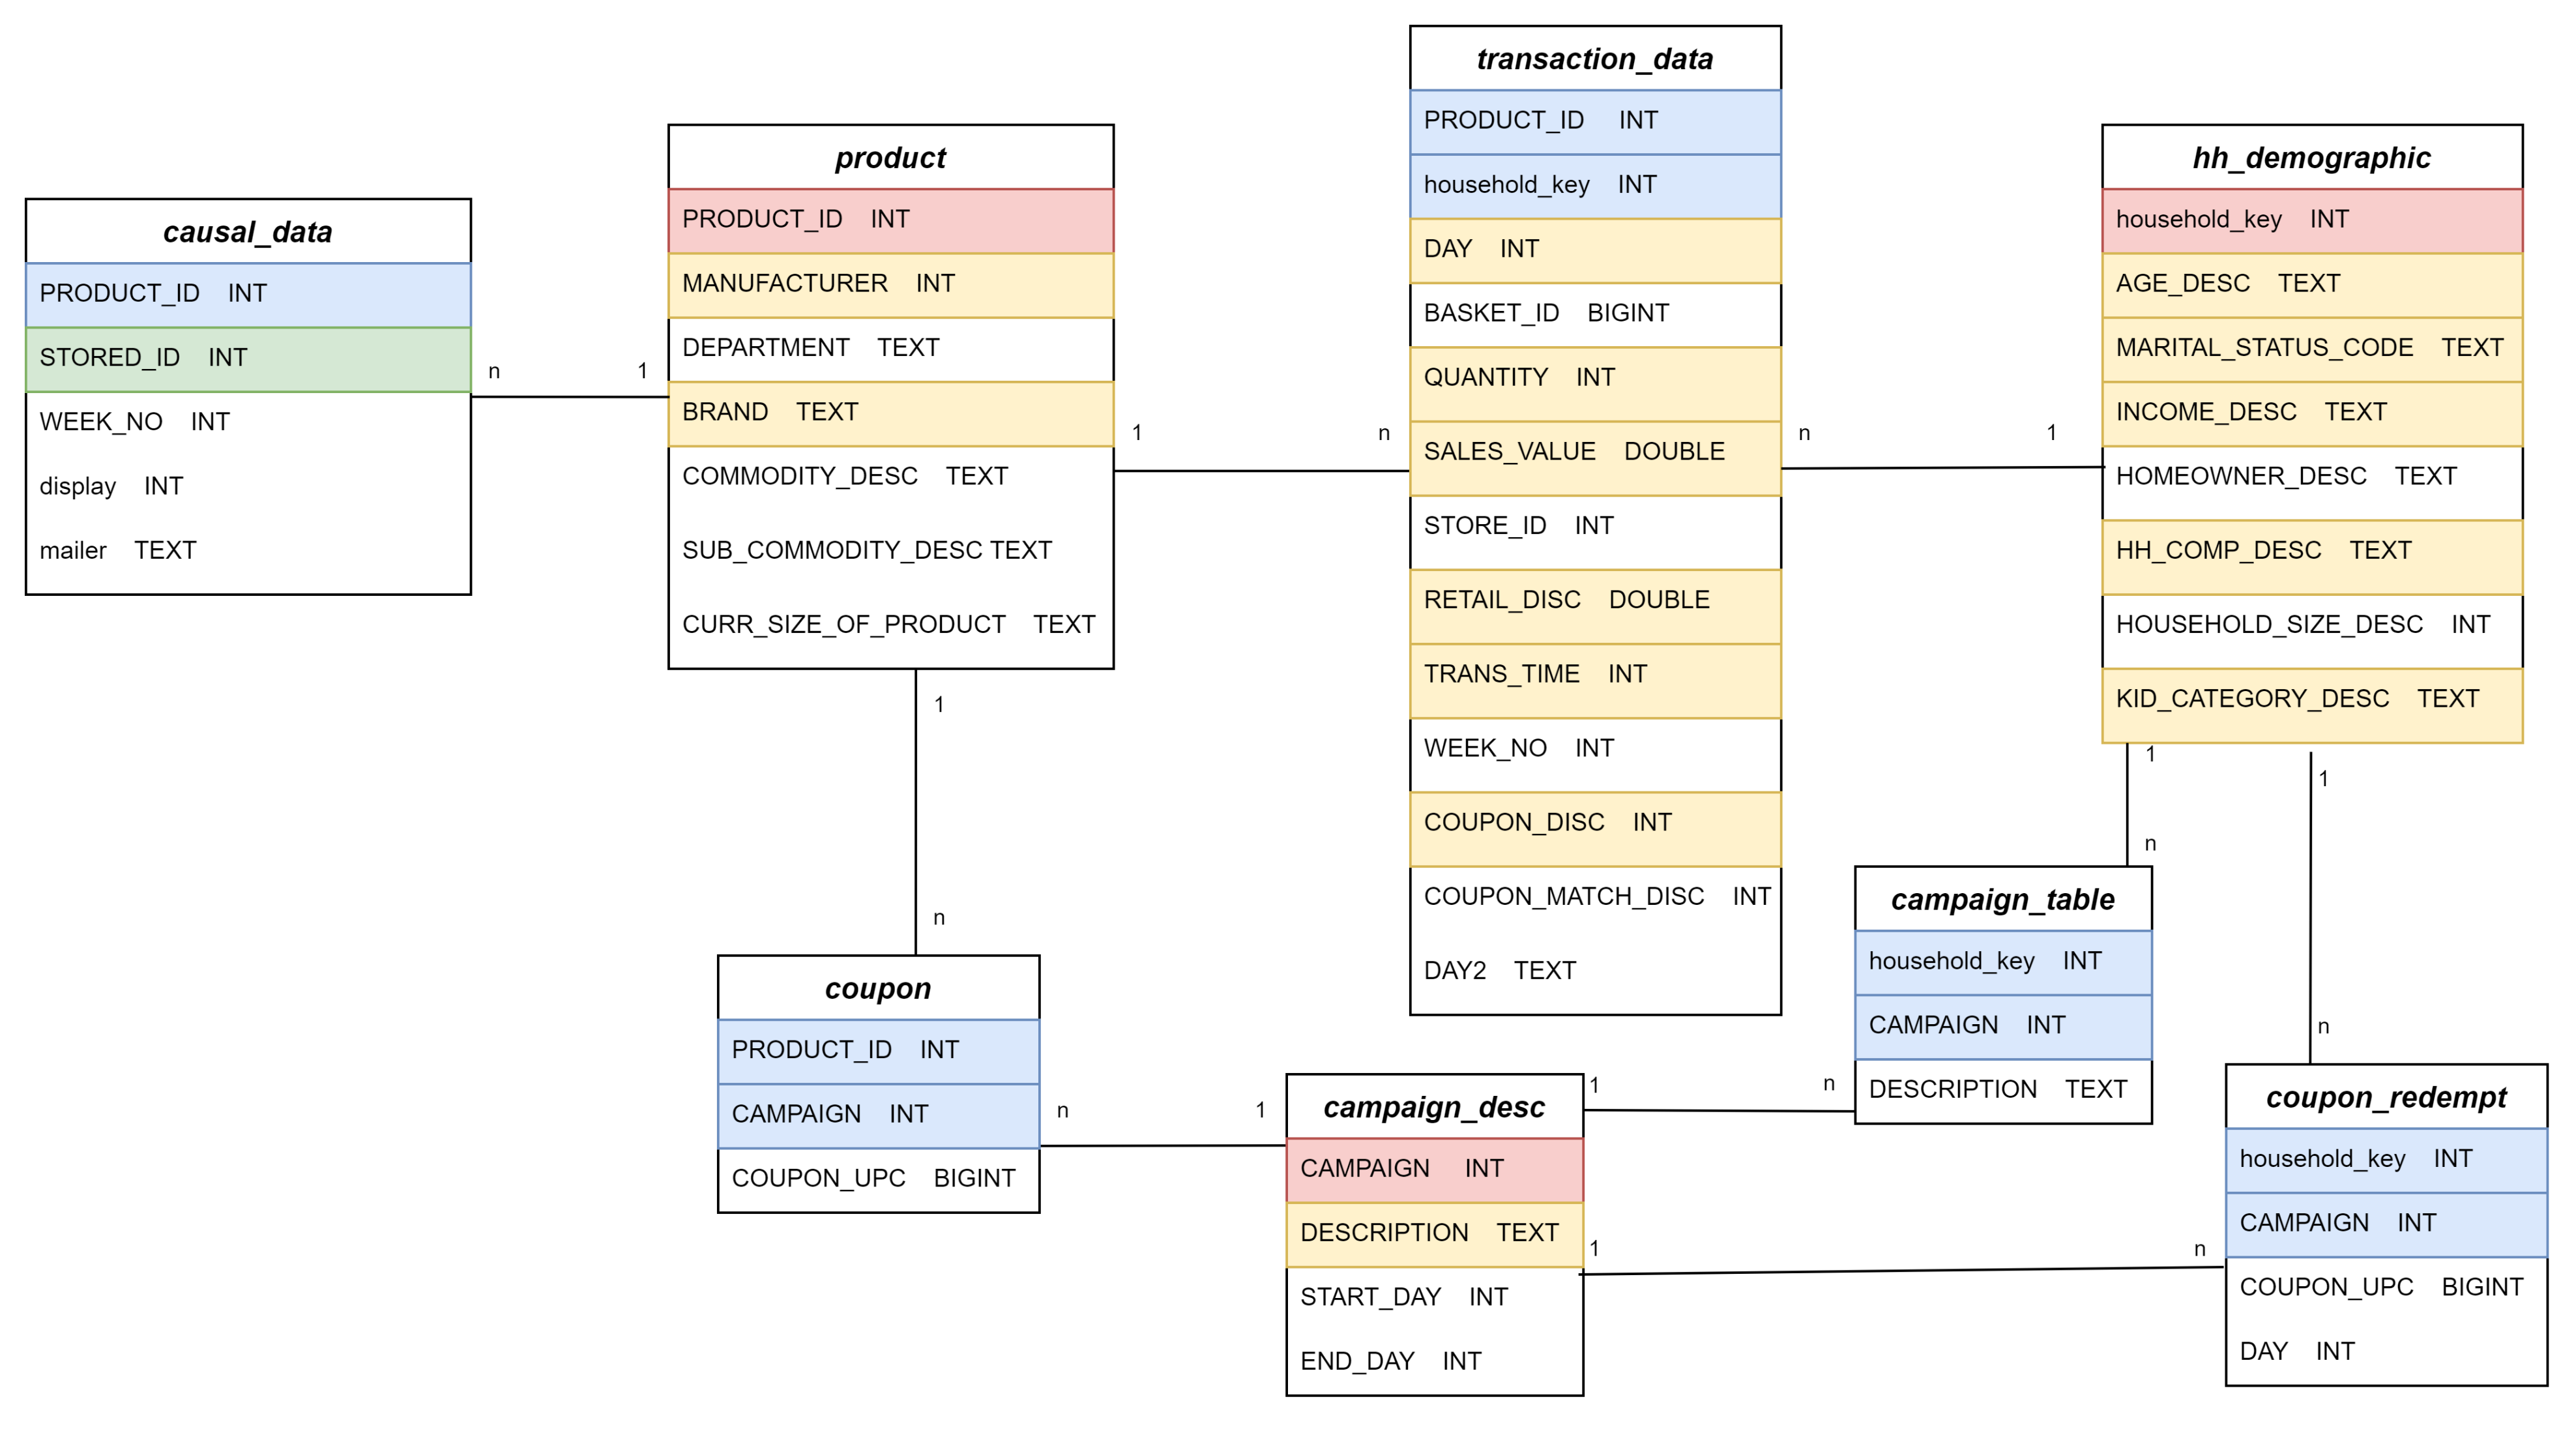 causal_data
PRODUCT_ID INT
STORED_ID INT
WEEK_NO INT
display INT
mailer TEXT
n 1
product
PRODUCT_ID INT
MANUFACTURER INT
DEPARTMENT TEXT
BRAND TEXT
COMMODITY_DESC TEXT
SUB_COMMODITY_DESC TEXT
CURR_SIZE_OF_PRODUCT TEXT
1 n
transaction_data
PRODUCT_ID INT
household_key INT
DAY INT
BASKET_ID BIGINT
QUANTITY INT
SALES_VALUE DOUBLE
STORE_ID INT
RETAIL_DISC DOUBLE
TRANS_TIME INT
WEEK_NO INT
COUPON_DISC INT
COUPON_MATCH_DISC INT
DAY2 TEXT
n 1
hh_demographic
household_key INT
AGE_DESC TEXT
MARITAL_STATUS_CODE TEXT
INCOME_DESC TEXT
HOMEOWNER_DESC TEXT
HH_COMP_DESC TEXT
HOUSEHOLD_SIZE_DESC INT
KID_CATEGORY_DESC TEXT
1
n
coupon
PRODUCT_ID INT
CAMPAIGN INT
COUPON_UPC BIGINT
n 1
campaign_desc
CAMPAIGN INT
DESCRIPTION TEXT
START_DAY INT
END_DAY INT
1 n
1 n
1
n
campaign_table
household_key INT
CAMPAIGN INT
DESCRIPTION TEXT
1
n
coupon_redempt
household_key INT
CAMPAIGN INT
COUPON_UPC BIGINT
DAY INT